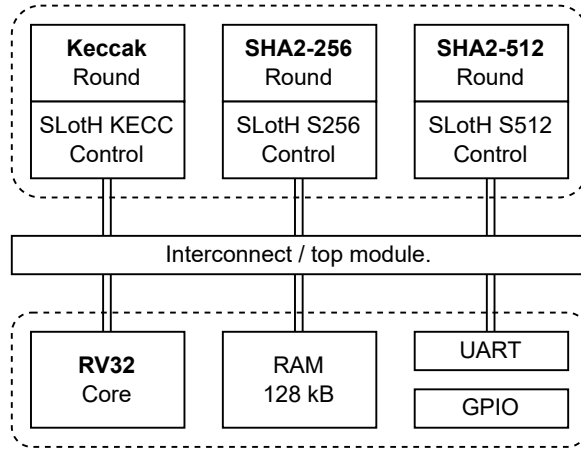 Keccak
Round
SHA2-256
Round
SHA2-512
Round
SLotH KECC
Control
SLotH S256
Control
SLotH S512
Control
Interconnect / top module.
RV32
Core
RAM
128 kB
UART
GPIO